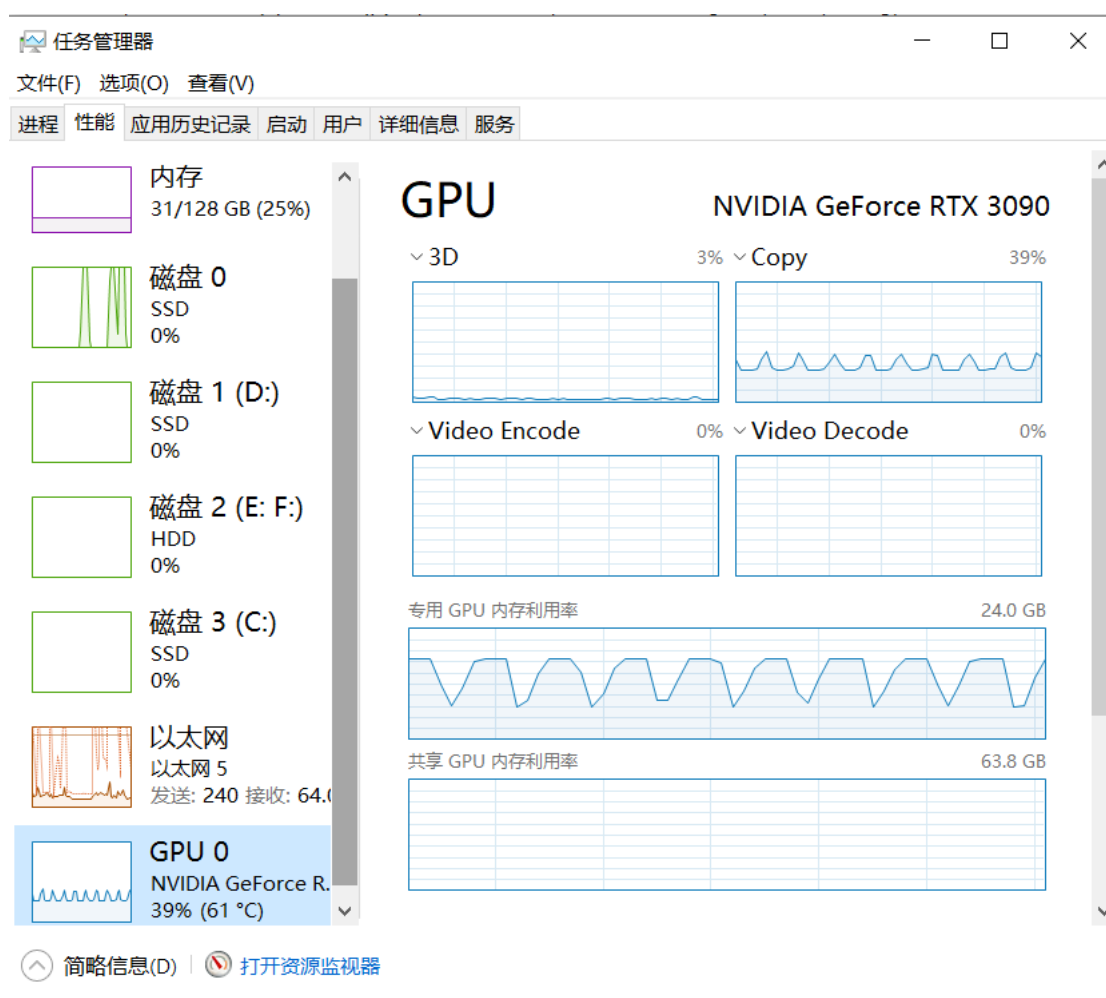 任务管理器
文件(F) 选项(O) 查看(V)
进程 性能 应用历史记录 启动 用户 详细信息 服务
内存
31/128 GB (25%)
磁盘 0
SSD
0%
磁盘 1 (D:)
SSD
0%
磁盘 2 (E: F:)
HDD
0%
磁盘 3 (C:)
SSD
0%
以太网
以太网 5
发送: 240 接收: 64.0
GPU 0
NVIDIA GeForce R.
39% (61 °C)
GPU NVIDIA GeForce RTX 3090
3D 3% Copy 39%
Video Encode 0% Video Decode 0%
专用 GPU 内存利用率 24.0 GB
共享 GPU 内存利用率 63.8 GB
简略信息(D) 打开资源监视器